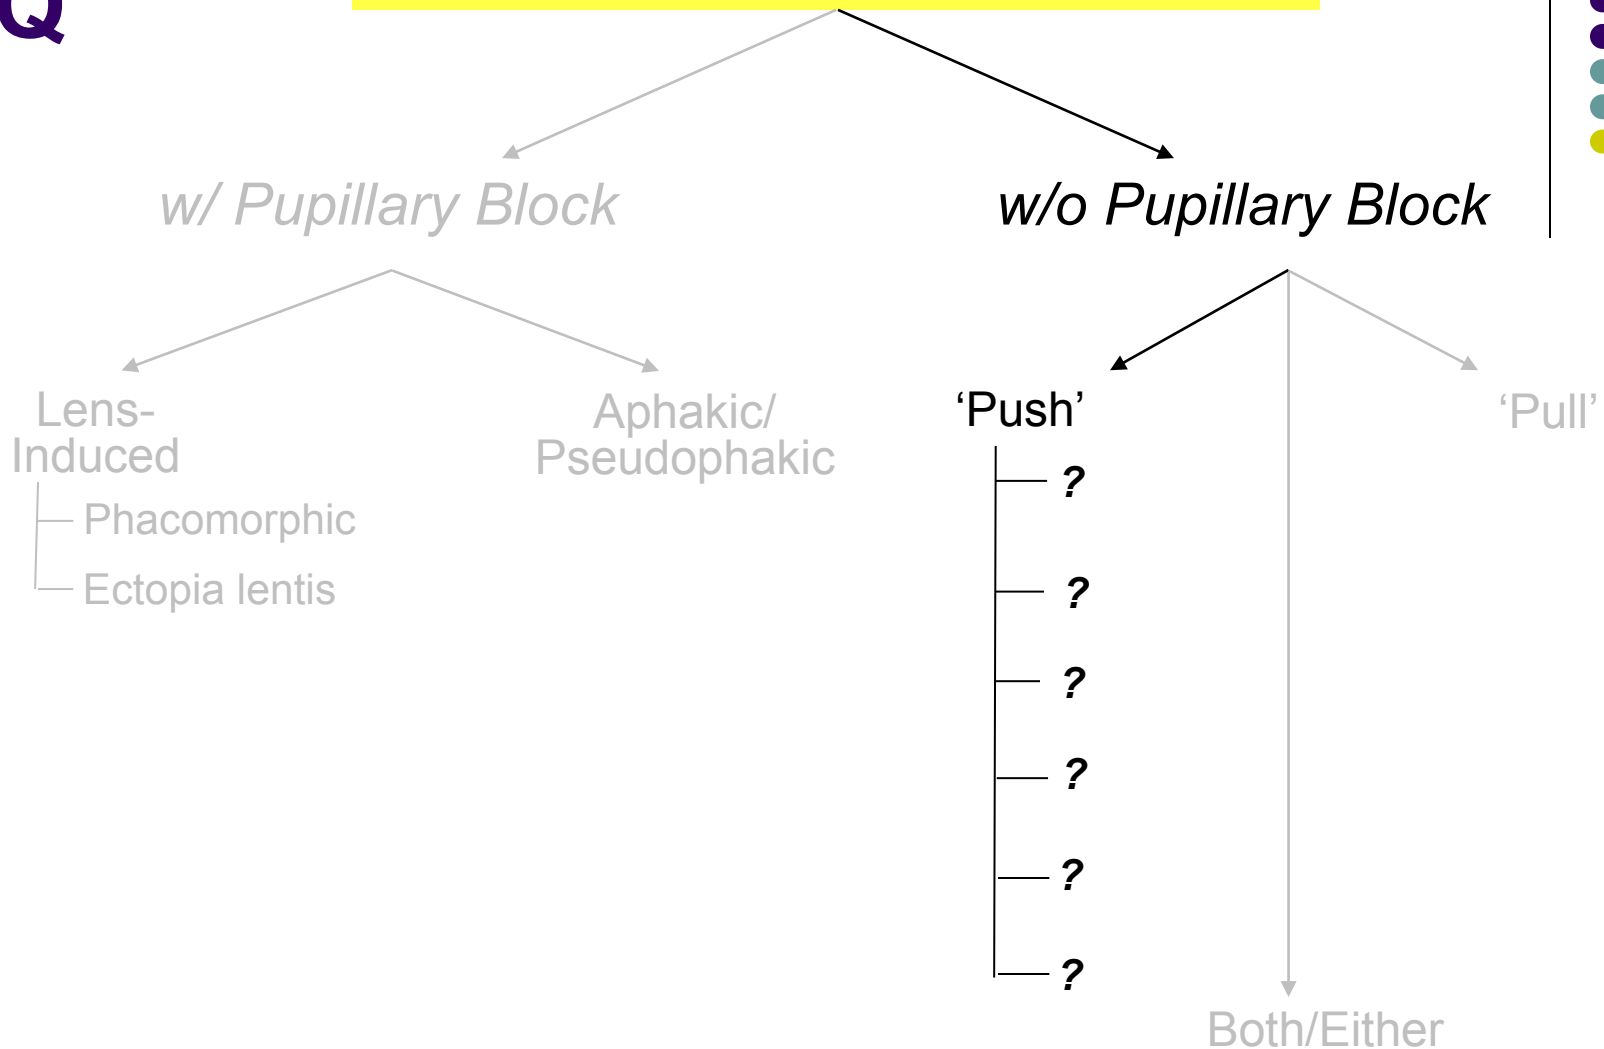 Q
w/ Pupillary Block
w/o Pupillary Block
Lens-
Induced
Aphakic/
Pseudophakic
‘Push’
‘Pull’
?
Phacomorphic
?
Ectopia lentis
?
?
?
?
Both/Either